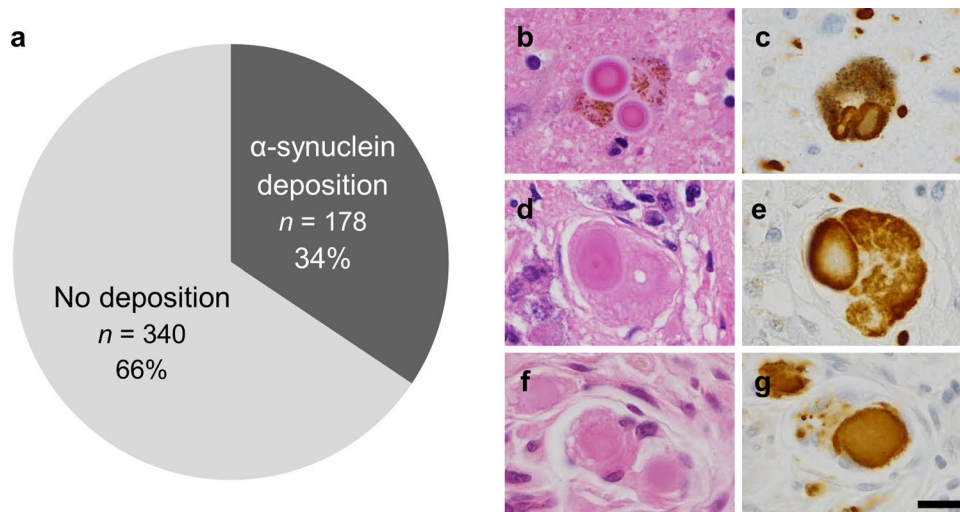 a
α-synuclein
deposition
n = 178
34%
No deposition
n = 340
66%
b
c
d
e
f
g